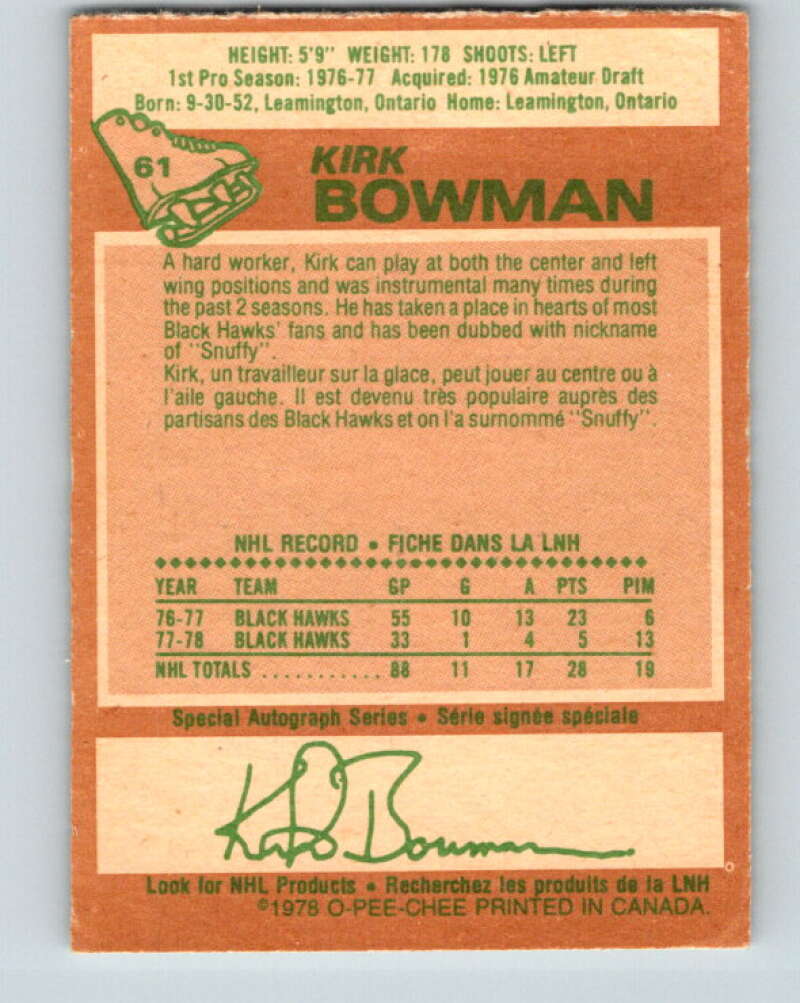 HEIGHT: 5'9" WEIGHT: 178 SHOOTS: LEFT
1st Pro Season: 1976-77 Acquired: 1976 Amateur Draft
Born: 9-30-52, Leamington, Ontario Home: Leamington, Ontario
61
KIRK
BOWMAN
A hard worker, Kirk can play at both the center and left
wing positions and was instrumental many times during
the past 2 seasons. He has taken a place in hearts of most
Black Hawks' fans and has been dubbed with nickname
of "Snuffy".
Kirk, un travailleur sur la glace, peut jouer au centre ou à
l'aile gauche. Il est devenu très populaire auprès des
partisans des Black Hawks et on l'a surnommé "Snuffy".
NHL RECORD • FICHE DANS LA LNH
YEAR TEAM GP G A PTS PIM
76-77 BLACK HAWKS 55 10 13 23 6
77-78 BLACK HAWKS 33 1 4 5 13
NHL TOTALS ........... 88 11 17 28 19
Special Autograph Series • Série signée spéciale
Kirk Bowman
Look for NHL Products • Recherchez les produits de la LNH
©1978 O-PEE-CHEE PRINTED IN CANADA.